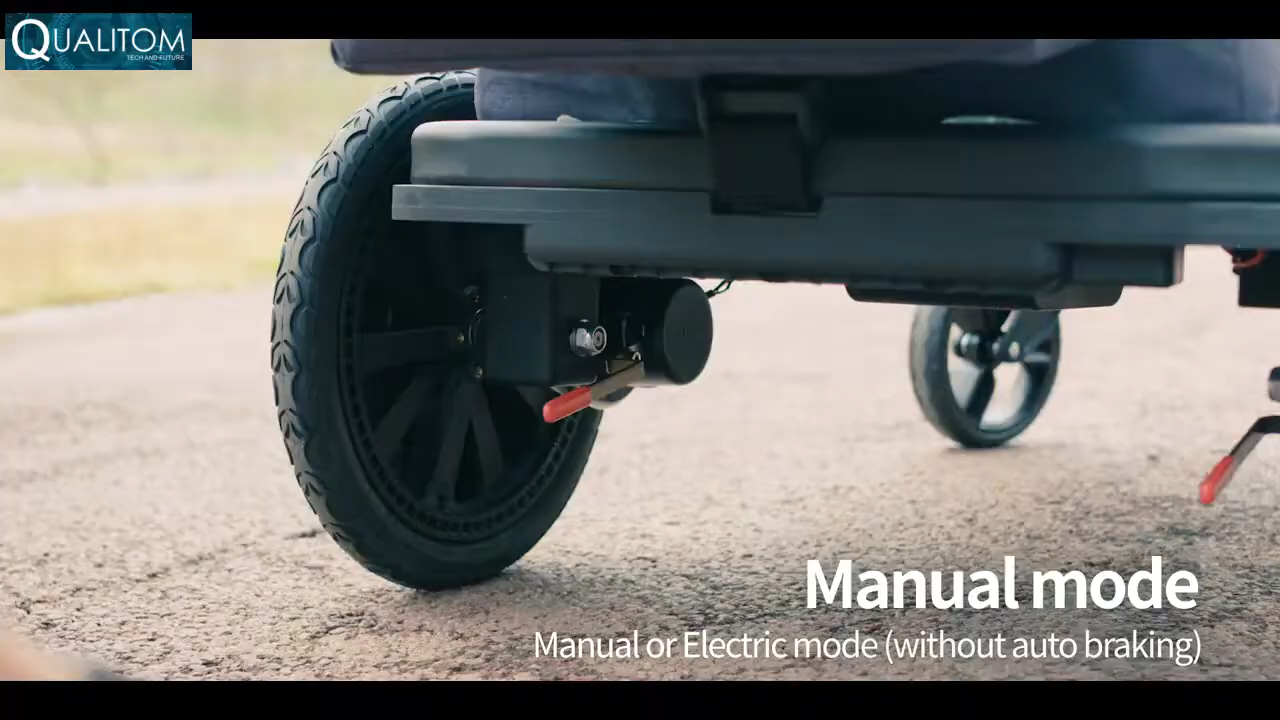 QUALITOM
TECH AND FUTURE
Manual mode
Manual or Electric mode (without auto braking)